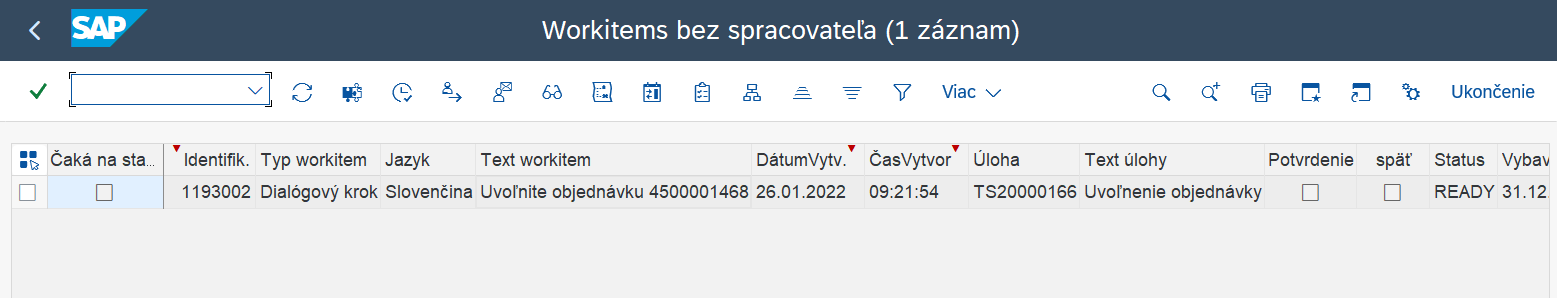 SAP
Workitems bez spracovateľa (1 záznam)
Viac
Ukončenie
Čaká na sta... Identifik. Typ workitem Jazyk Text workitem DátumVytv. ČasVytvor Úloha Text úlohy Potvrdenie späť Status Vybav
1193002 Dialógový krok Slovenčina Uvoľnite objednávku 4500001468 26.01.2022 09:21:54 TS20000166 Uvoľnenie objednávky READY 31.12.